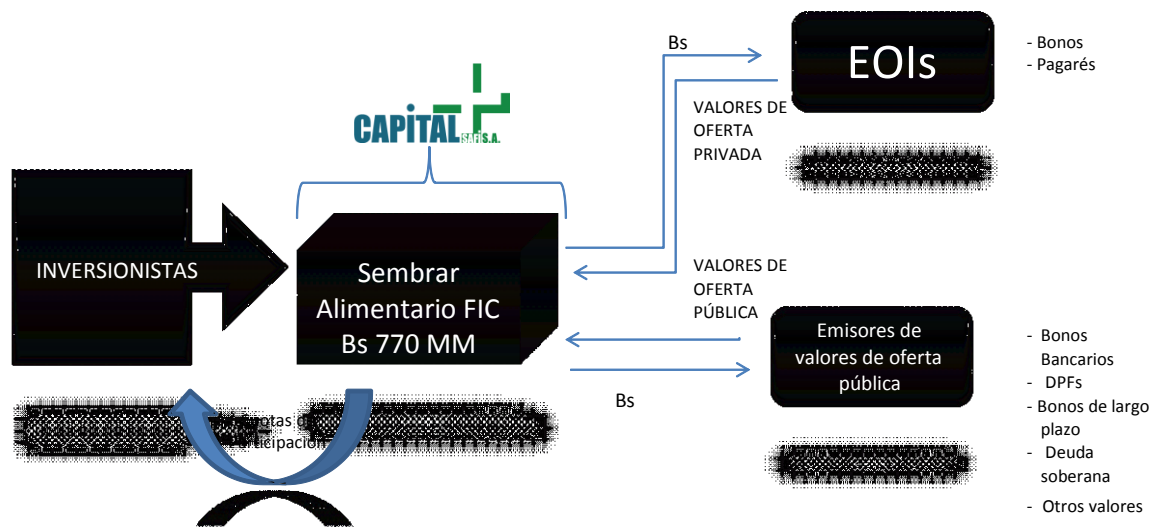 Bs
EOIs
- Bonos
- Pagarés
VALORES DE
OFERTA
PRIVADA
CAPITAL
SAFI S.A.
INVERSIONISTAS
Sembrar
Alimentario FIC
Bs 770 MM
VALORES DE
OFERTA
PÚBLICA
Emisores de
valores de oferta
pública
Bs
- Bonos
Bancarios
- DPFs
- Bonos de largo
plazo
- Deuda
soberana
- Otros valores